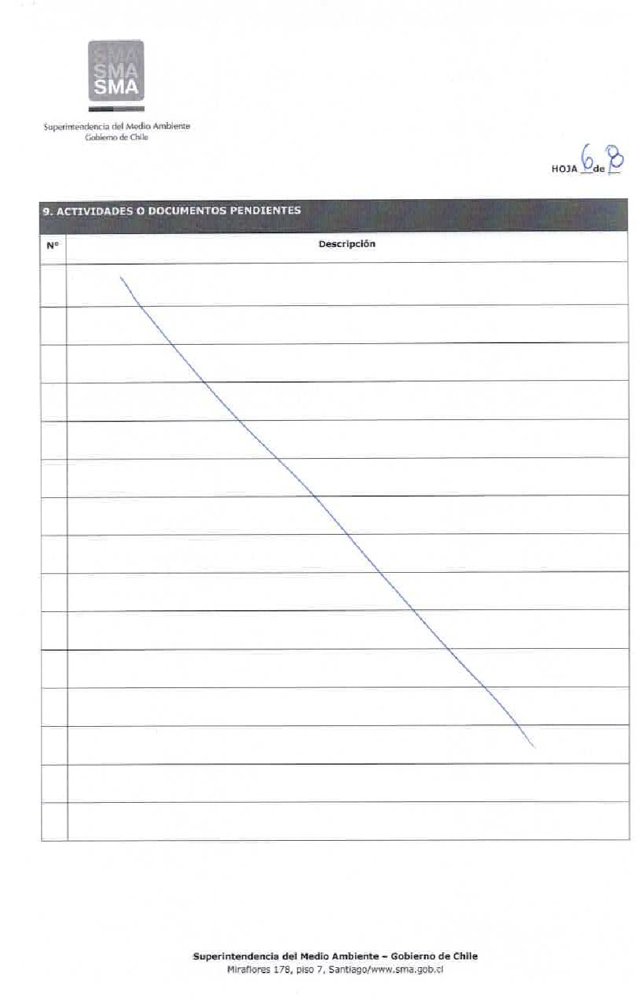 SMA
SMA
SMA
Superintendencia del Medio Ambiente
Gobierno de Chile
HOJA 6 de 8
9. ACTIVIDADES O DOCUMENTOS PENDIENTES
N° Descripción
Superintendencia del Medio Ambiente – Gobierno de Chile
Miraflores 178, piso 7, Santiago/www.sma.gob.cl